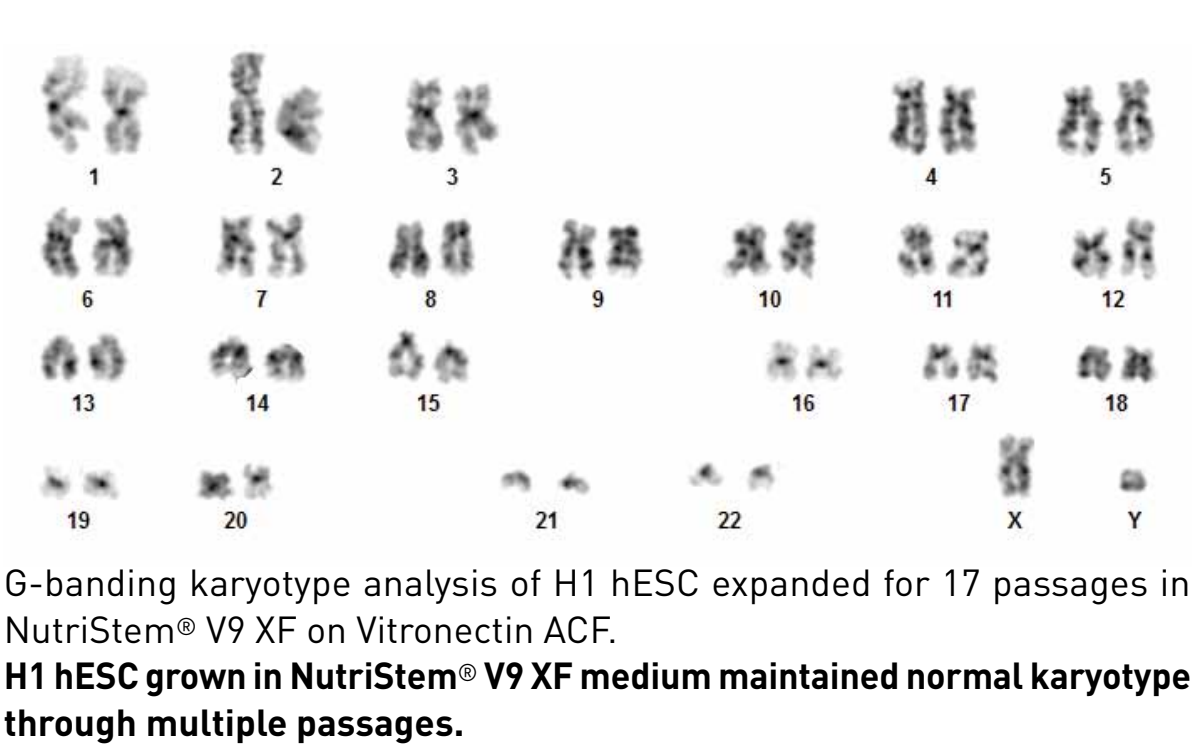 1 2 3 4 5
6 7 8 9 10 11 12
13 14 15 16 17 18
19 20 21 22 X Y
G-banding karyotype analysis of H1 hESC expanded for 17 passages in
NutriStem® V9 XF on Vitronectin ACF.
H1 hESC grown in NutriStem® V9 XF medium maintained normal karyotype
through multiple passages.